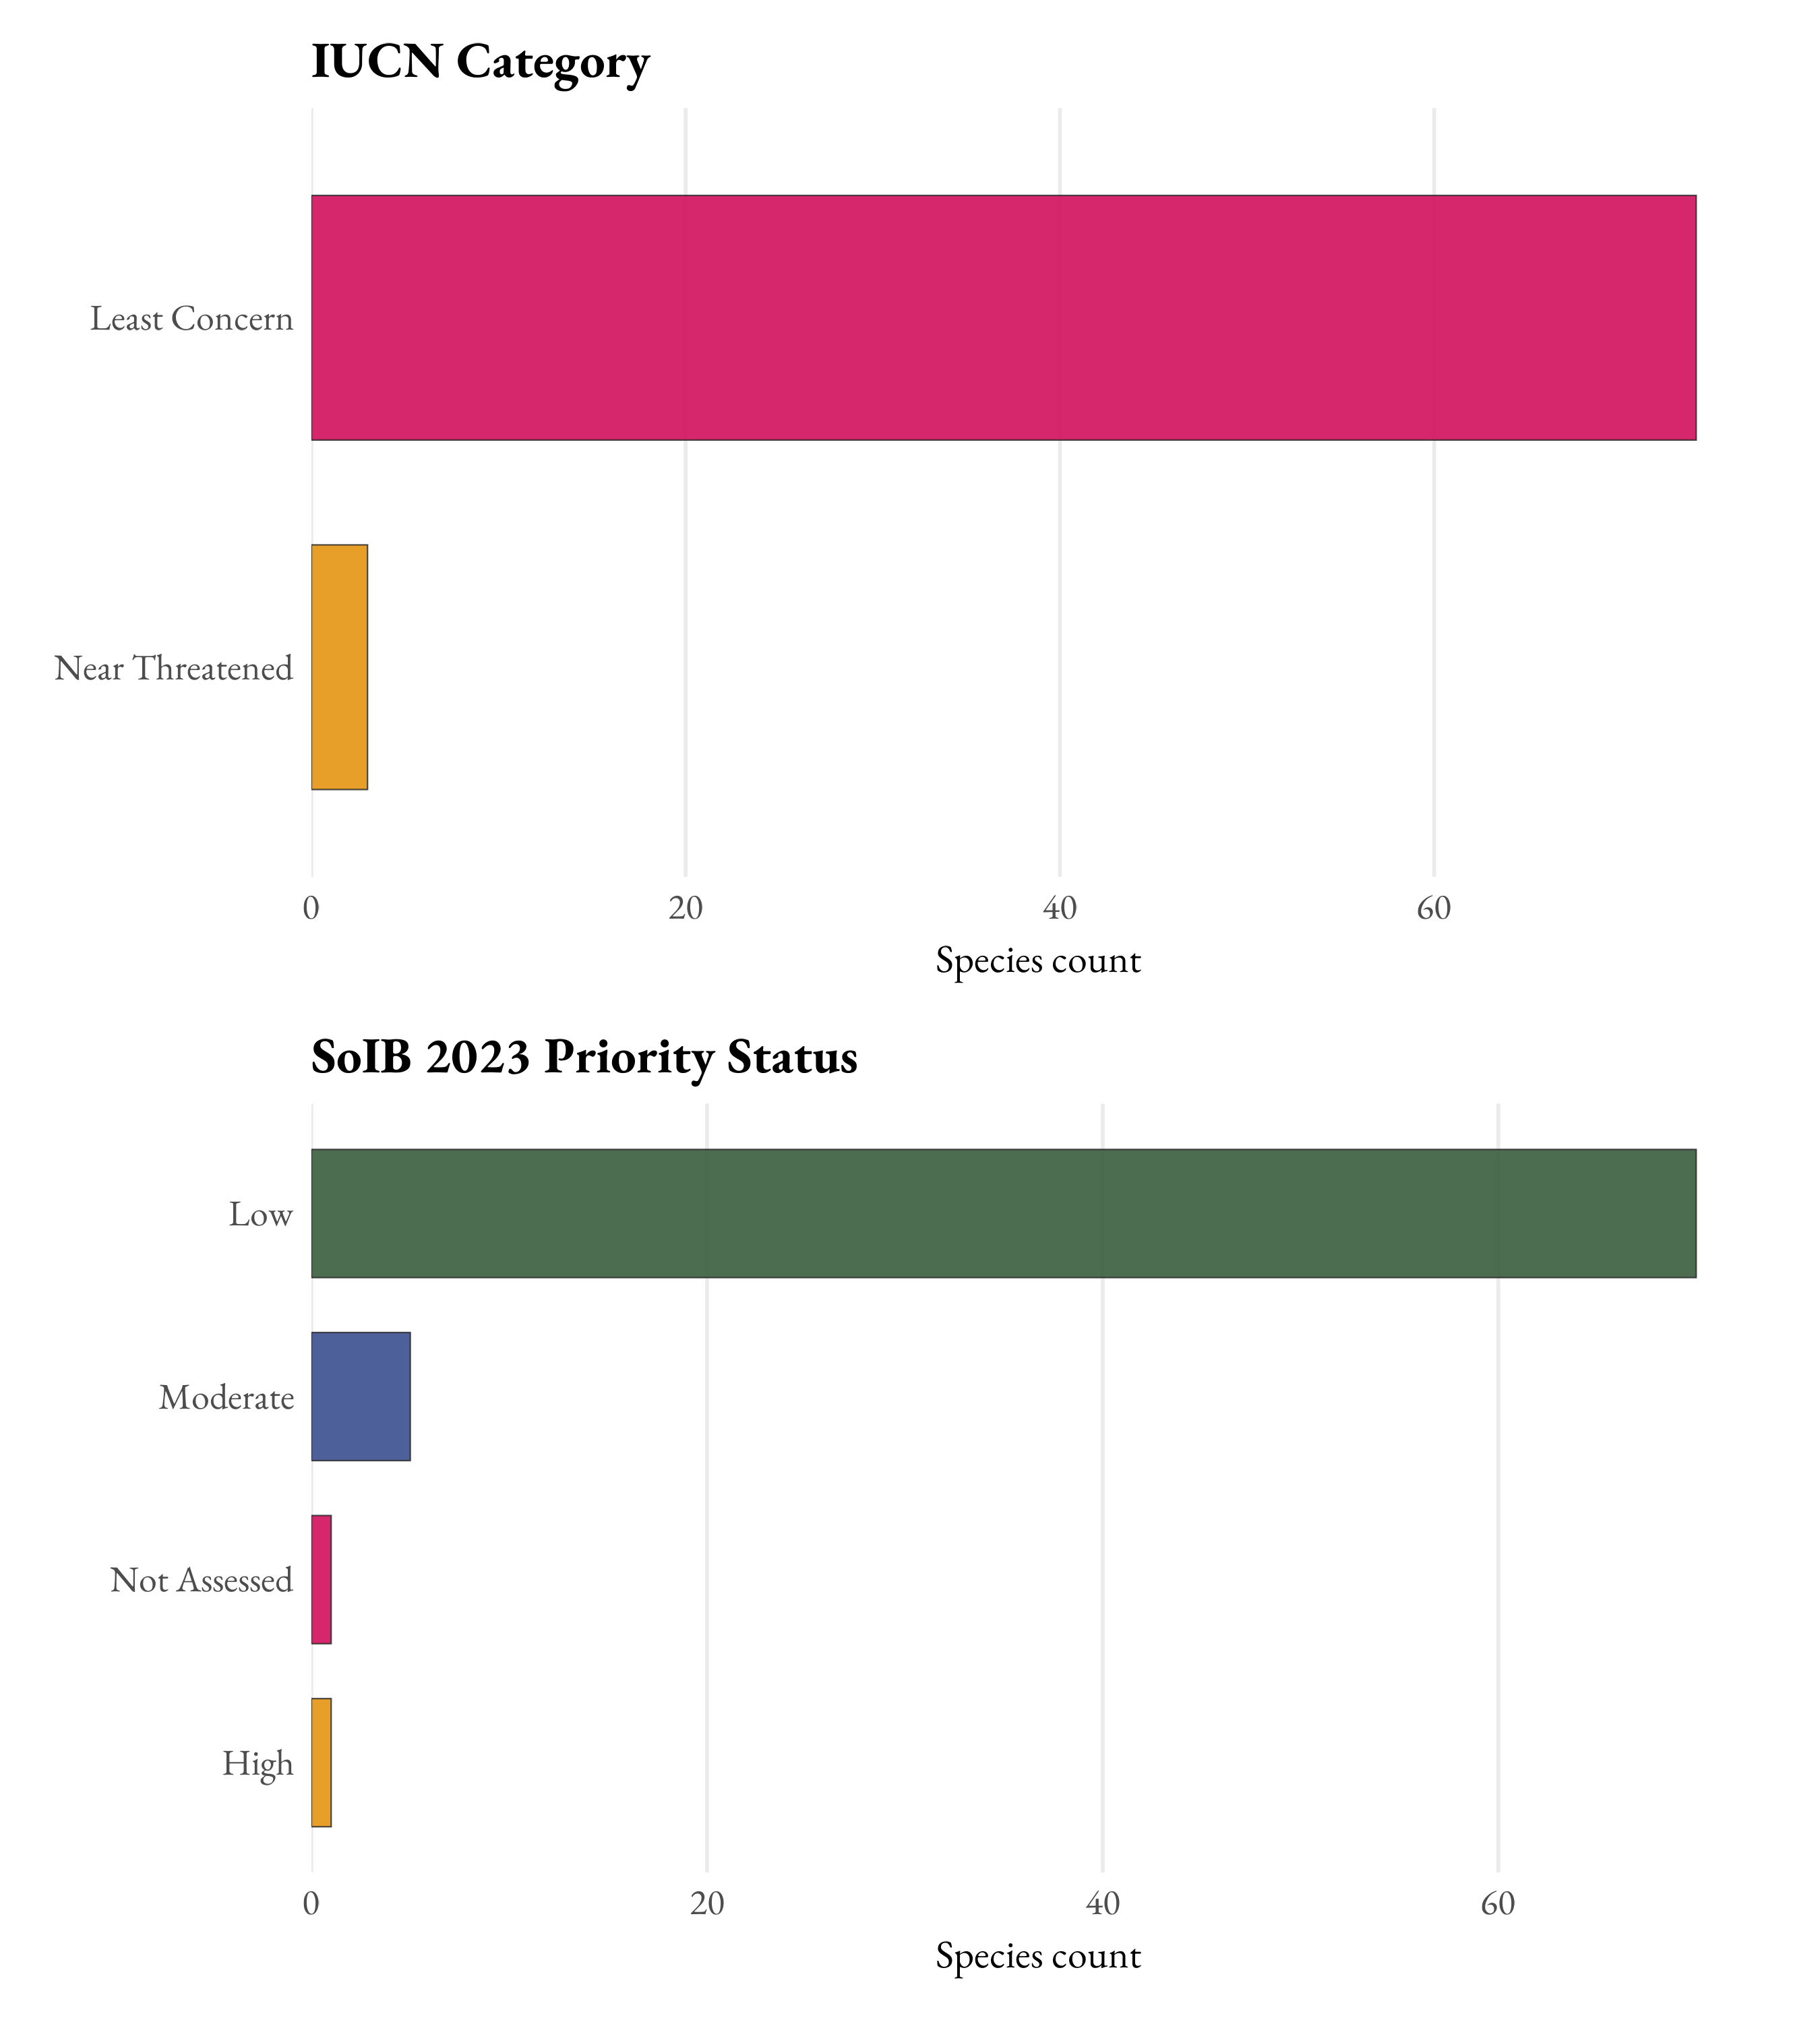 IUCN Category
Least Concern
Near Threatened
0 20 40 60
Species count
SoIB 2023 Priority Status
Low
Moderate
Not Assessed
High
0 20 40 60
Species count